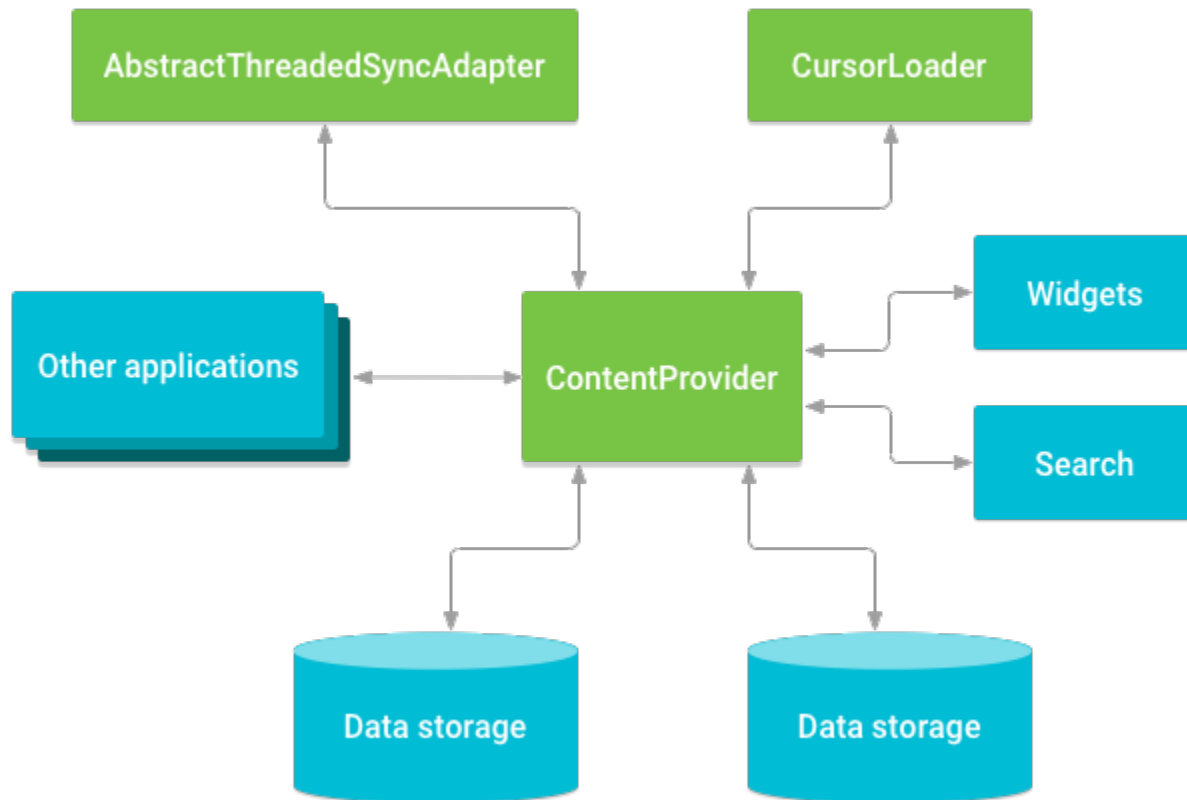 AbstractThreadedSyncAdapter
CursorLoader
Widgets
Other applications
ContentProvider
Search
Data storage
Data storage